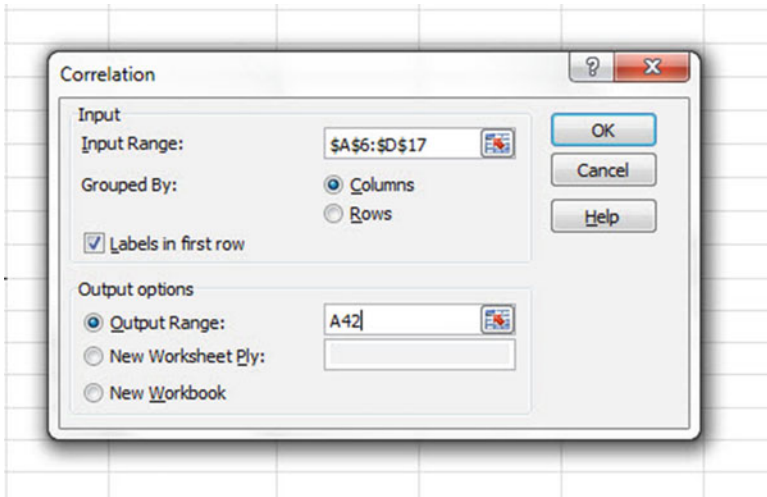 Correlation
Input
Input Range: $A$6:$D$17
Grouped By: Columns
Rows
Labels in first row
Output options
Output Range: A42
New Worksheet Ply:
New Workbook
OK
Cancel
Help